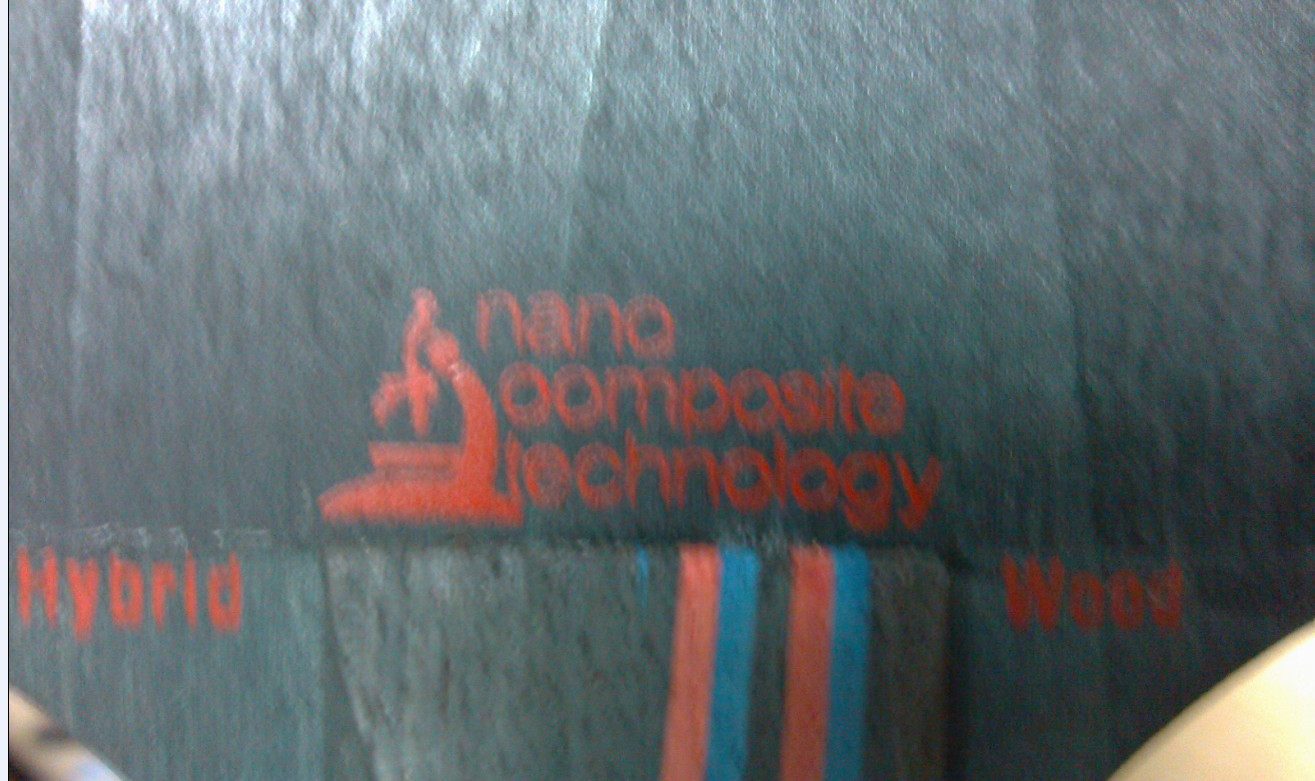 nano
composite
technology
Hybrid Wood